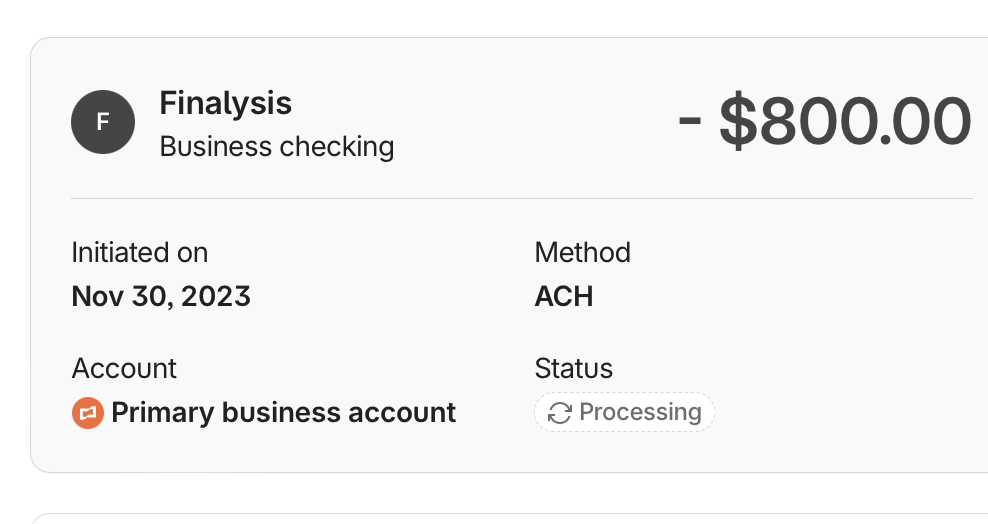 F
Finalysis
Business checking
- $800.00
Initiated on
Nov 30, 2023
Method
ACH
Account
Primary business account
Status
Processing